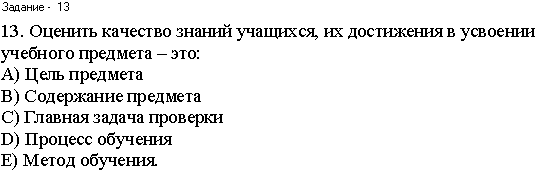 Задание -  13
13. Оценить качество знаний учащихся, их достижения в усвоении
учебного предмета – это:
A) Цель предмета
B) Содержание предмета
C) Главная задача проверки
D) Процесс обучения
E) Метод обучения.